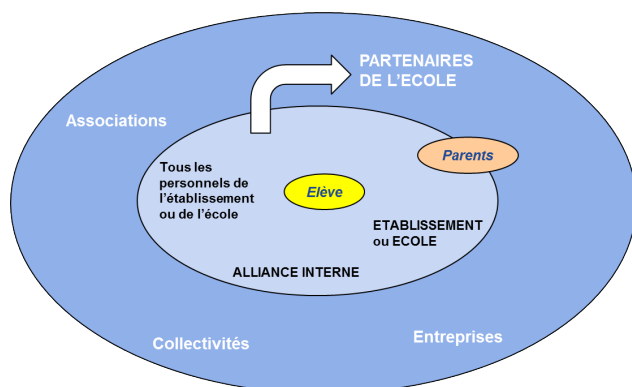 PARTENAIRES
DE L'ECOLE
Associations
Parents
Tous les
personnels de
l'établissement
ou de l'école
Elève
ETABLISSEMENT
ou ECOLE
ALLIANCE INTERNE
Collectivités
Entreprises